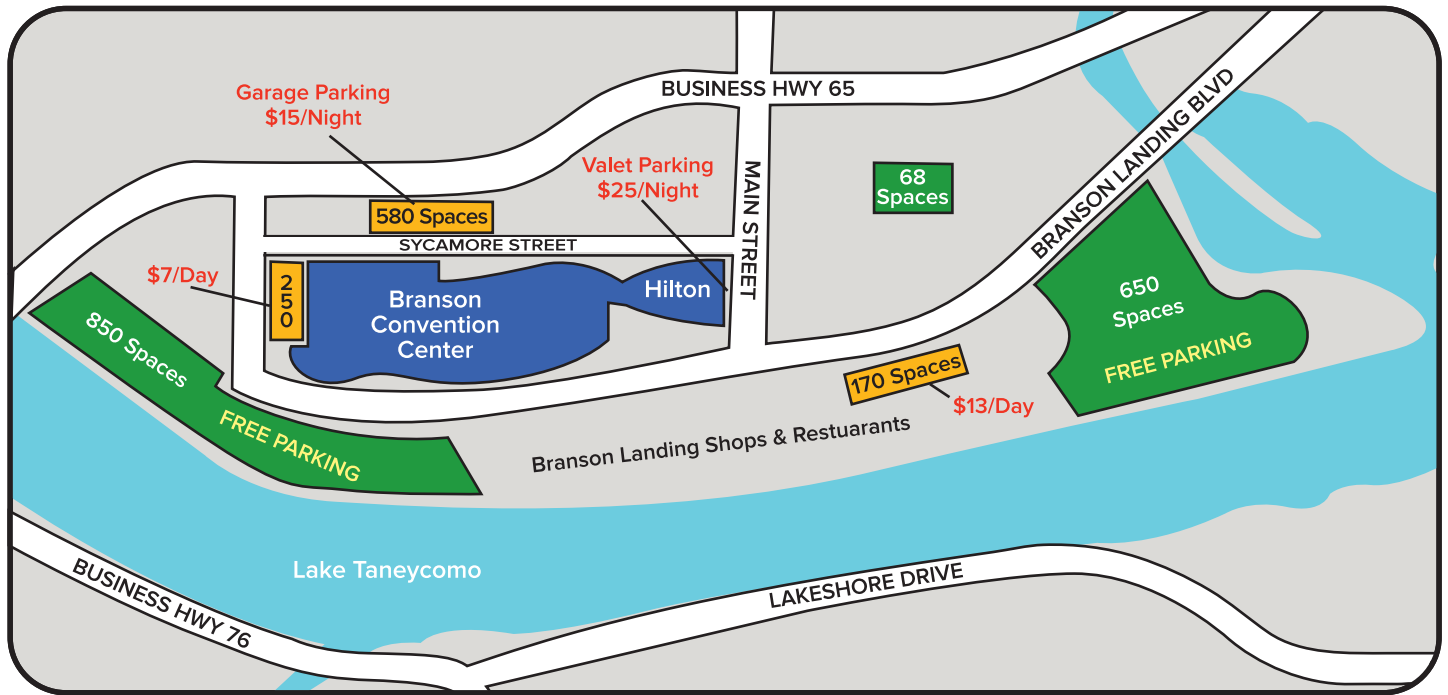 BUSINESS HWY 65
Garage Parking
$15/Night
Valet Parking
$25/Night
MAIN STREET
68
Spaces
BRANSON LANDING BLVD
580 Spaces
SYCAMORE STREET
$7/Day
250
Branson
Convention
Center
Hilton
650
Spaces
FREE PARKING
850 Spaces
FREE PARKING
170 Spaces
$13/Day
Branson Landing Shops & Restuarants
Lake Taneycomo
BUSINESS HWY 76
LAKESHORE DRIVE